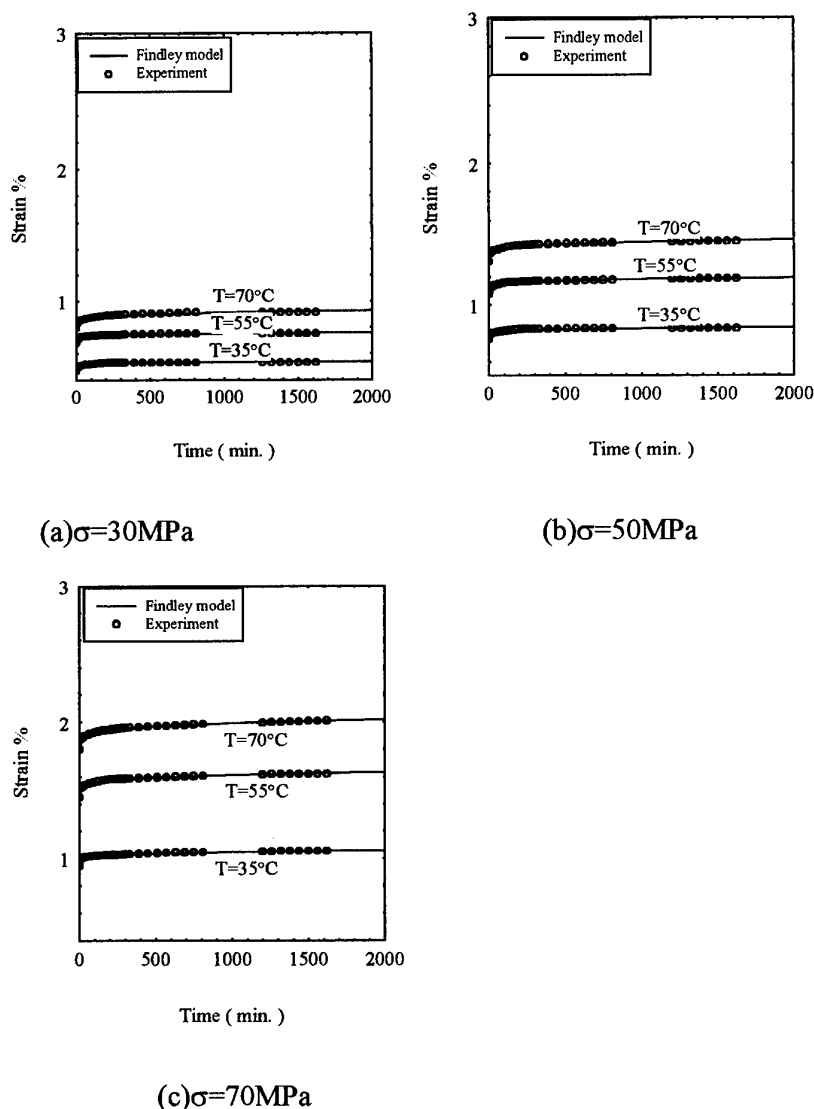 3
Findley model
Experiment
2
Strain %
T=70°C
1
T=55°C
T=35°C
0 500 1000 1500 2000
Time ( min. )
(a)σ=30MPa
3
Findley model
Experiment
2
Strain %
T=70°C
T=55°C
1
T=35°C
0 500 1000 1500 2000
Time ( min. )
(b)σ=50MPa
3
Findley model
Experiment
2
T=70°C
Strain %
T=55°C
1
T=35°C
0 500 1000 1500 2000
Time ( min. )
(c)σ=70MPa